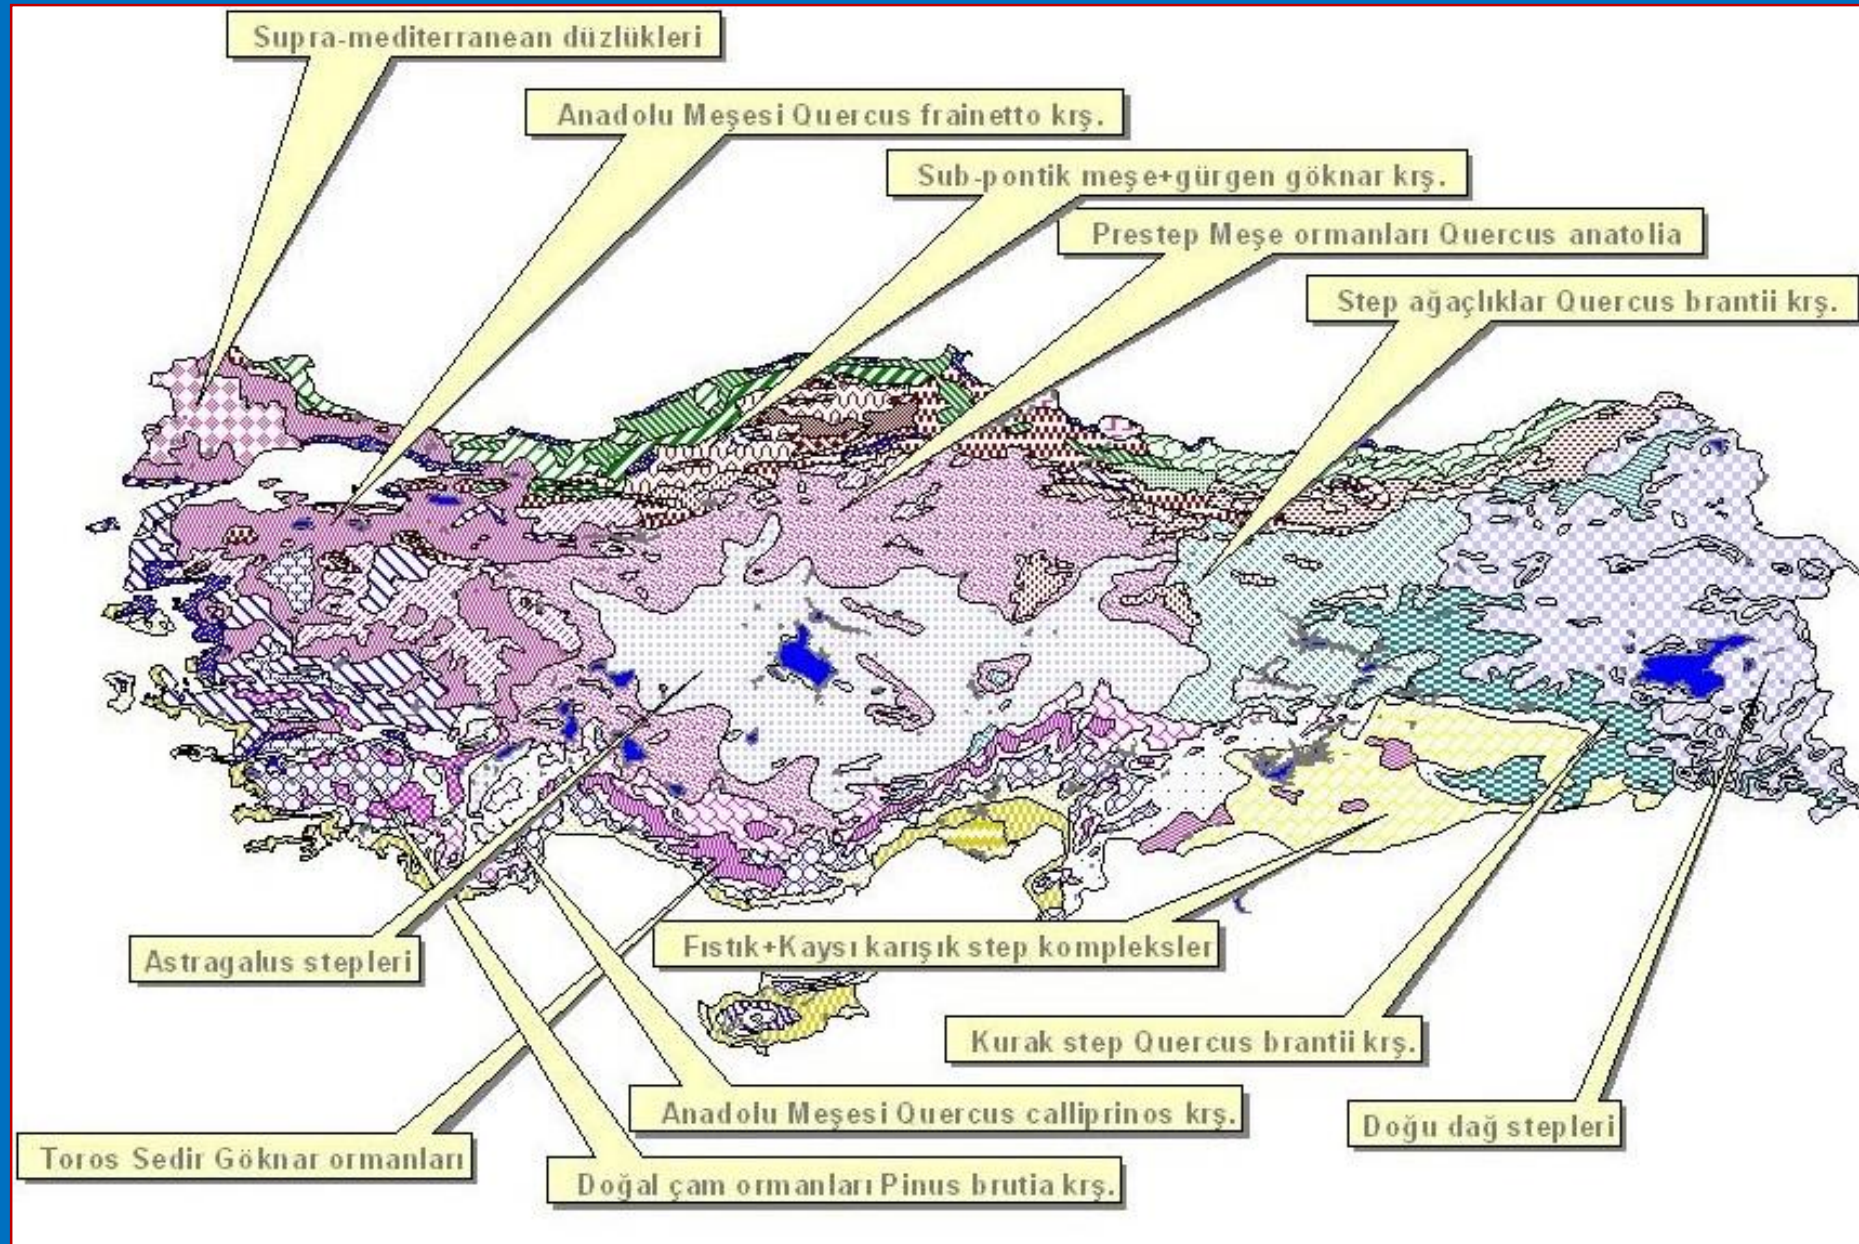 Supra-mediterranean düzlükleri
Anadolu Meşesi Quercus frainetto krş.
Sub-pontik meşe+gürgen göknar krş.
Prestep Meşe ormanları Quercus anatolia
Step ağaçlıklar Quercus brantii krş.
Astragalus stepleri
Fıstık+Kaysı karışık step kompleksler
Kurak step Quercus brantii krş.
Anadolu Meşesi Quercus calliprinos krş.
Doğu dağ stepleri
Toros Sedir Göknar ormanları
Doğal çam ormanları Pinus brutia krş.